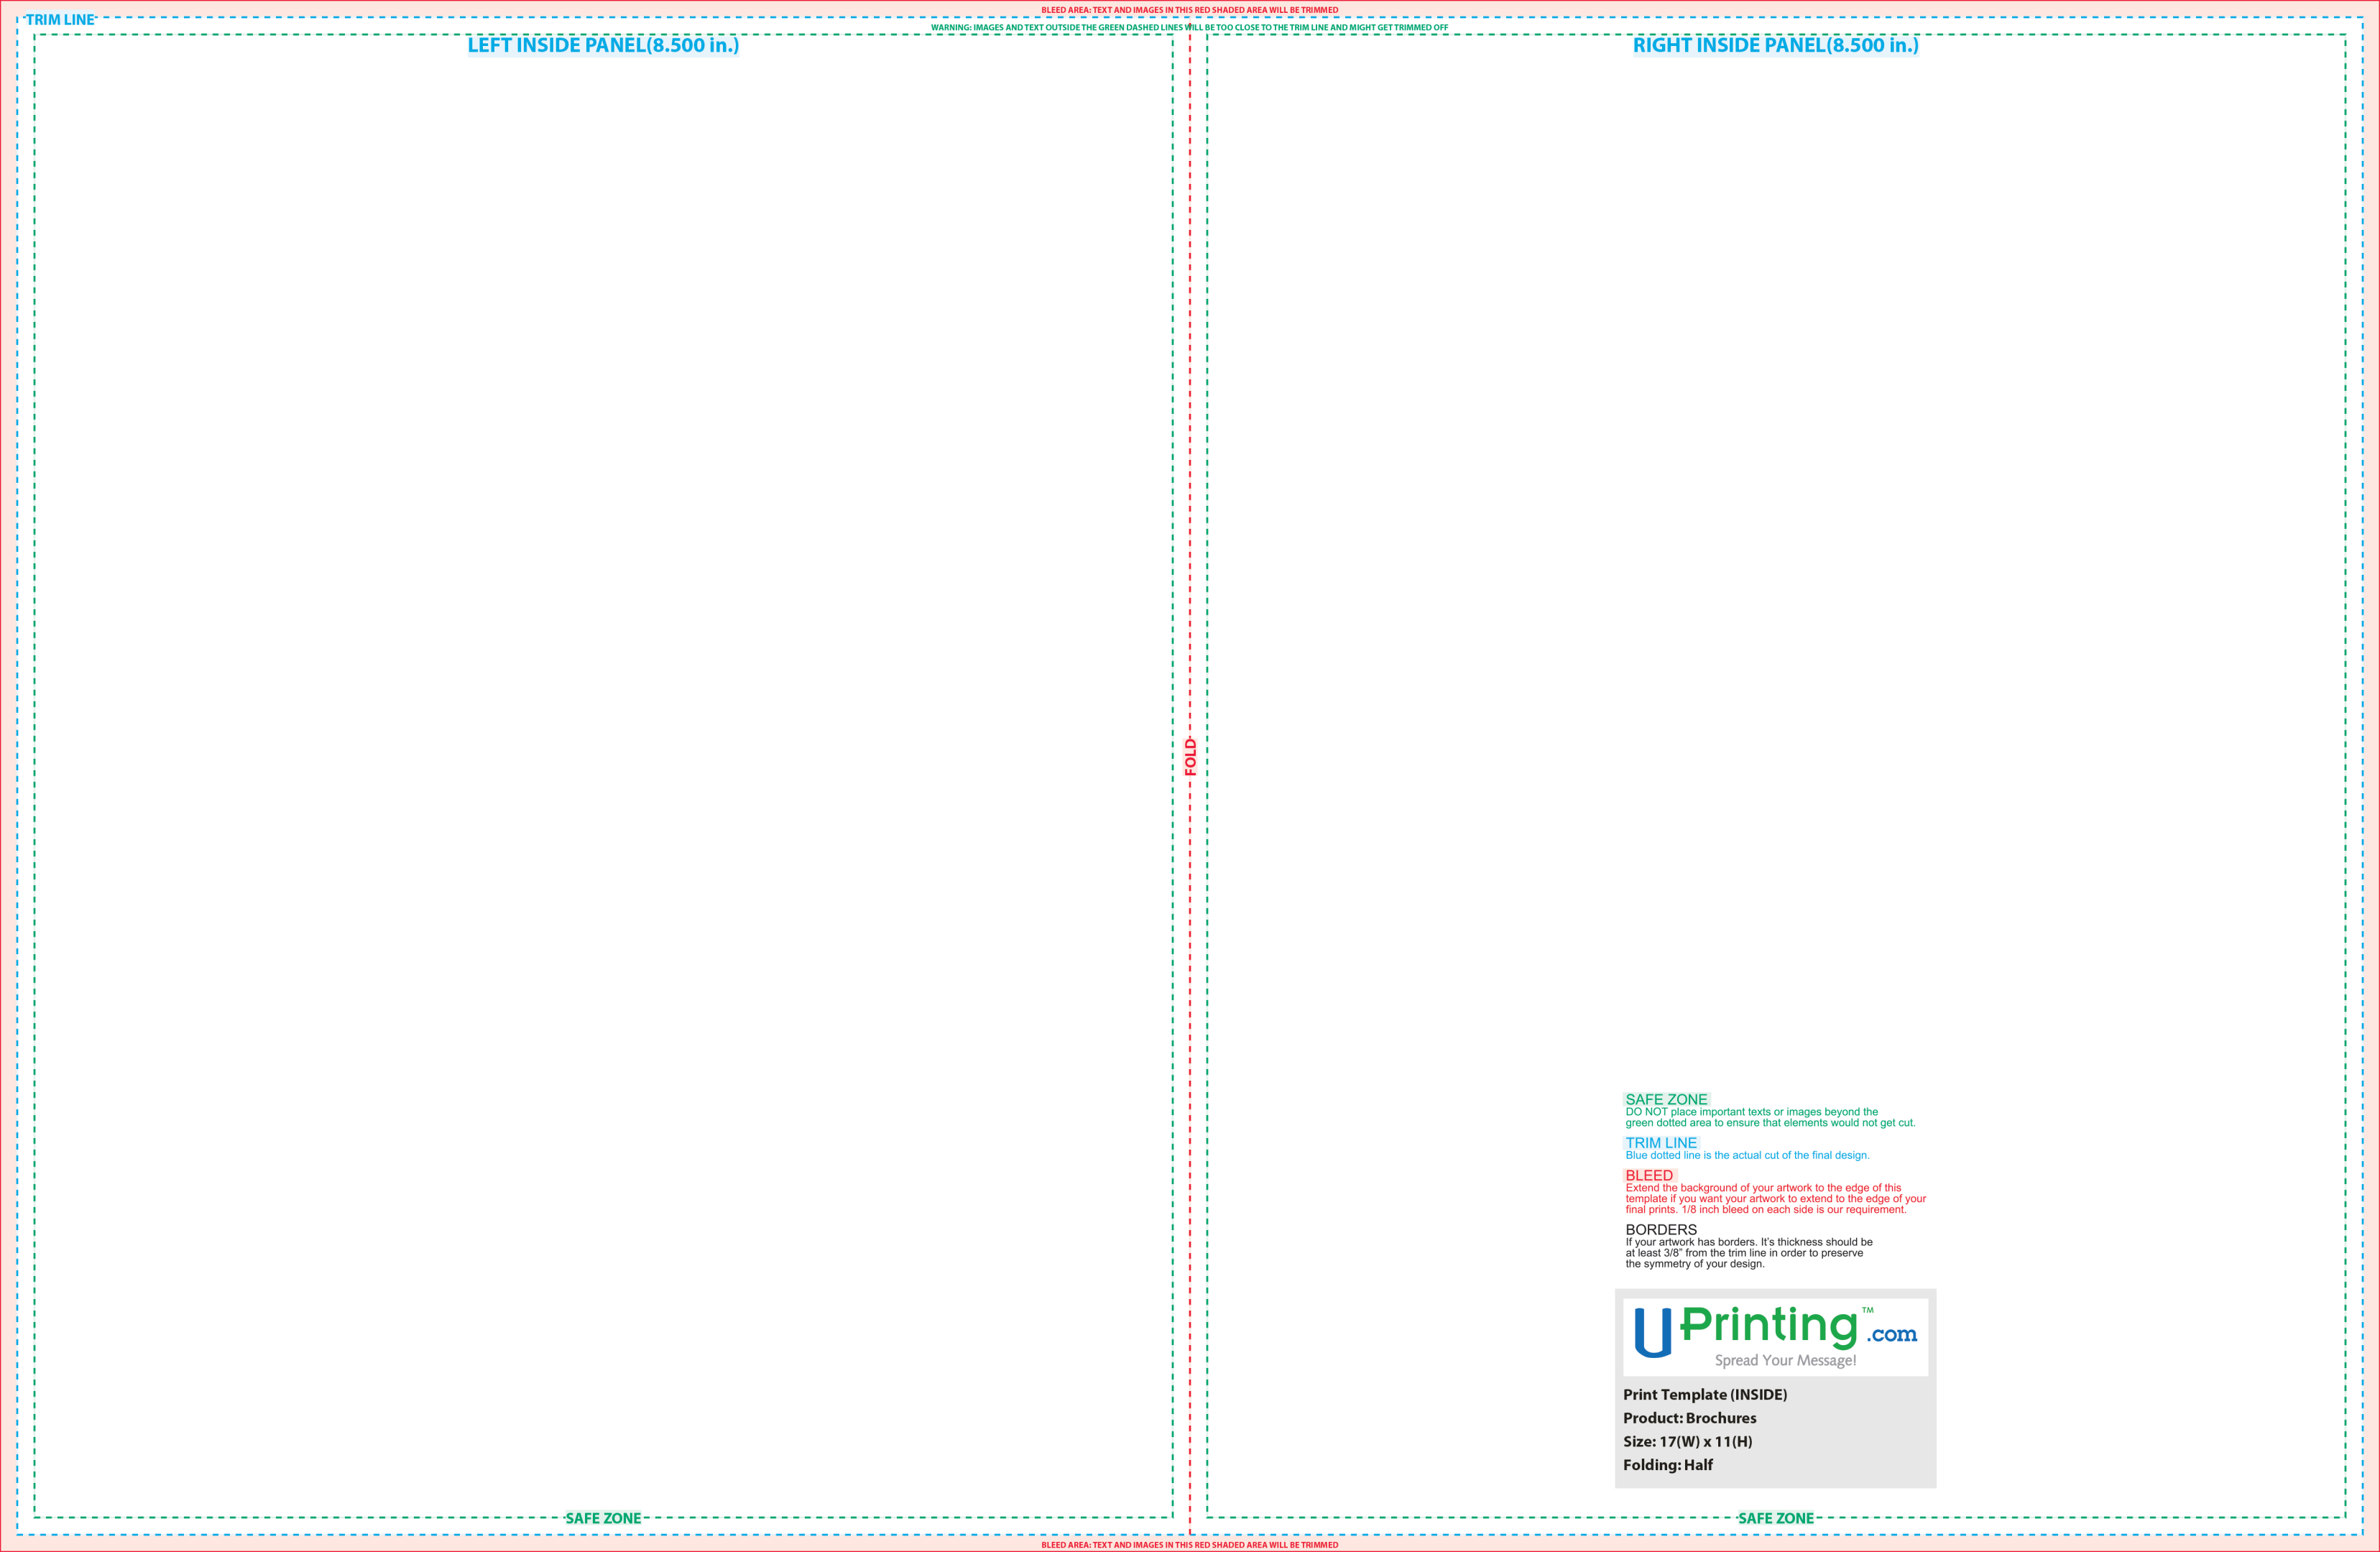 BLEED AREA: TEXT AND IMAGES IN THIS RED SHADED AREA WILL BE TRIMMED
TRIM LINE
WARNING: IMAGES AND TEXT OUTSIDE THE GREEN DASHED LINES WILL BE TOO CLOSE TO THE TRIM LINE AND MIGHT GET TRIMMED OFF
LEFT INSIDE PANEL(8.500 in.)
RIGHT INSIDE PANEL(8.500 in.)
FOLD
SAFE ZONE
DO NOT place important texts or images beyond the
green dotted area to ensure that elements would not get cut.
TRIM LINE
Blue dotted line is the actual cut of the final design.
BLEED
Extend the background of your artwork to the edge of this
template if you want your artwork to extend to the edge of your
final prints. 1/8 inch bleed on each side is our requirement.
BORDERS
If your artwork has borders. It's thickness should be
at least 3/8" from the trim line in order to preserve
the symmetry of your design.
UPrinting™.com
Spread Your Message!
Print Template (INSIDE)
Product: Brochures
Size: 17(W) x 11(H)
Folding: Half
SAFE ZONE
SAFE ZONE
BLEED AREA: TEXT AND IMAGES IN THIS RED SHADED AREA WILL BE TRIMMED